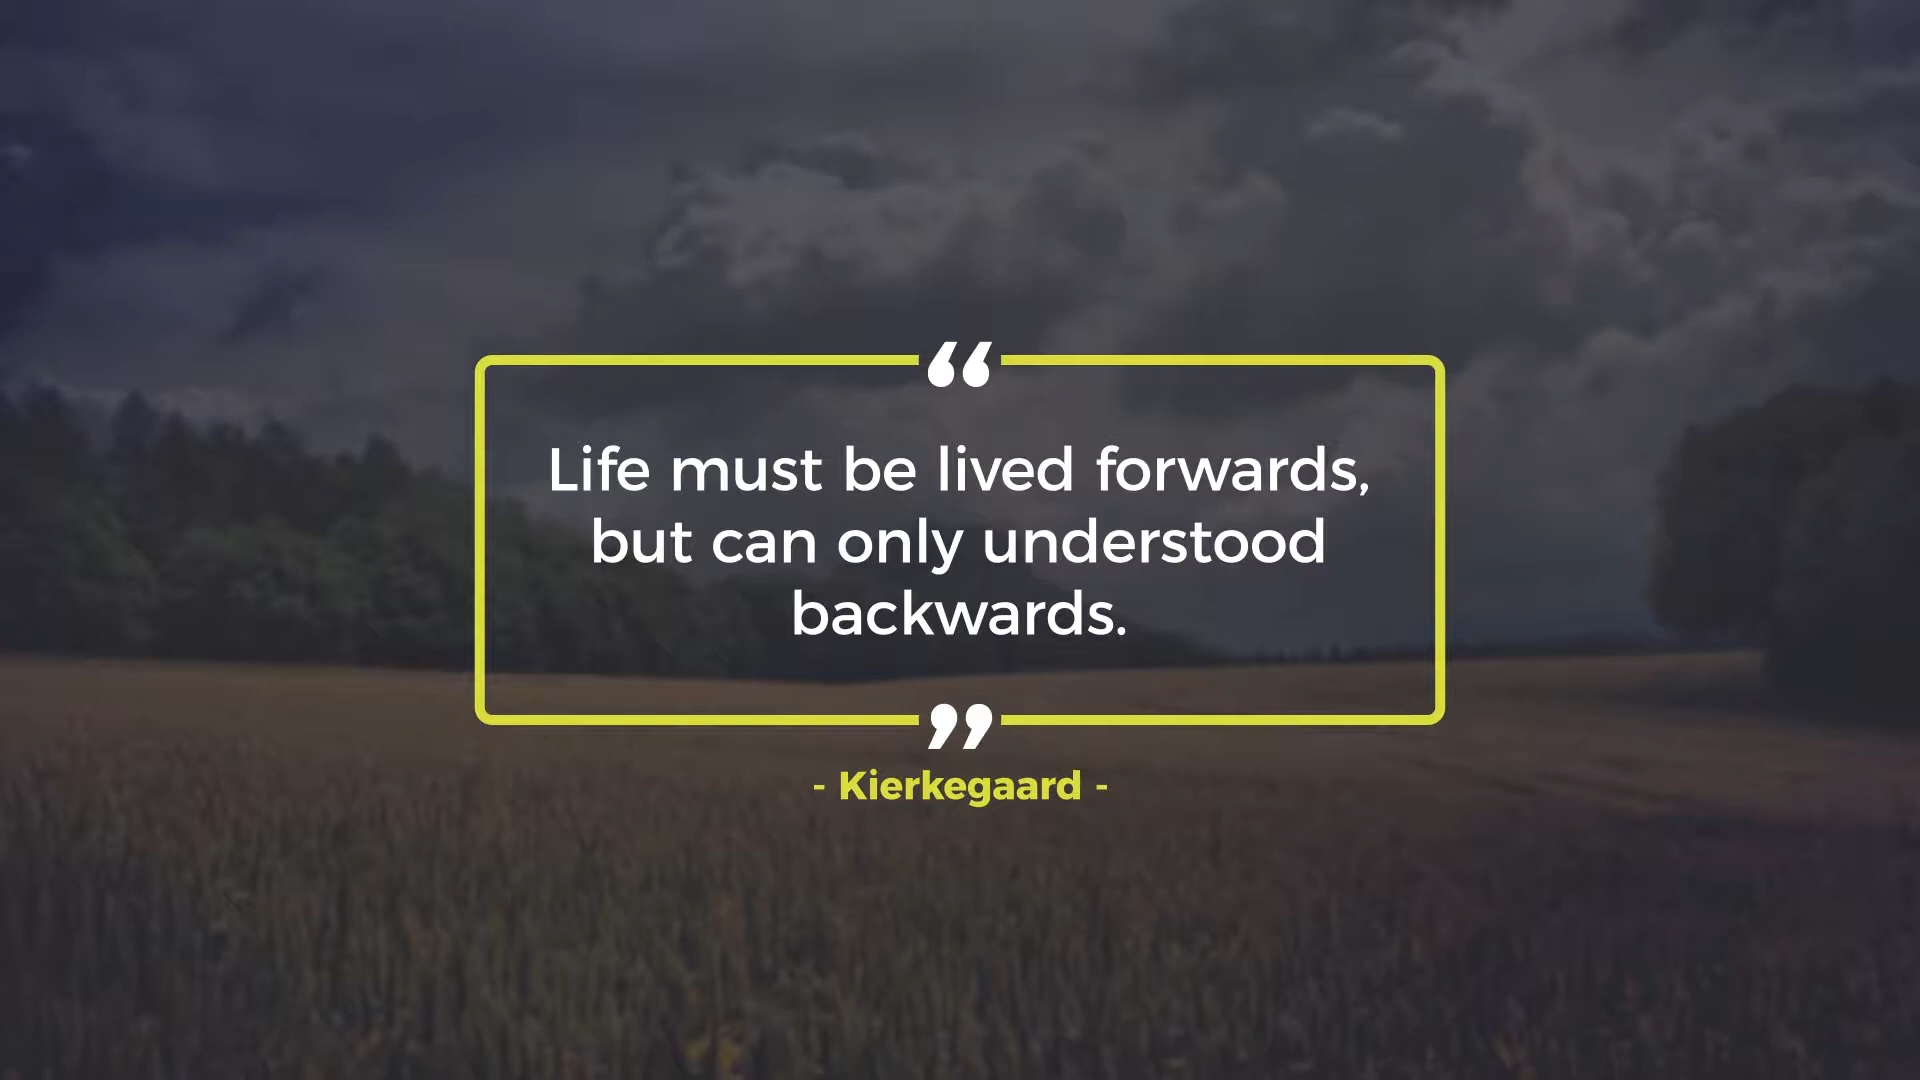 “
Life must be lived forwards,
but can only understood
backwards.
”
- Kierkegaard -